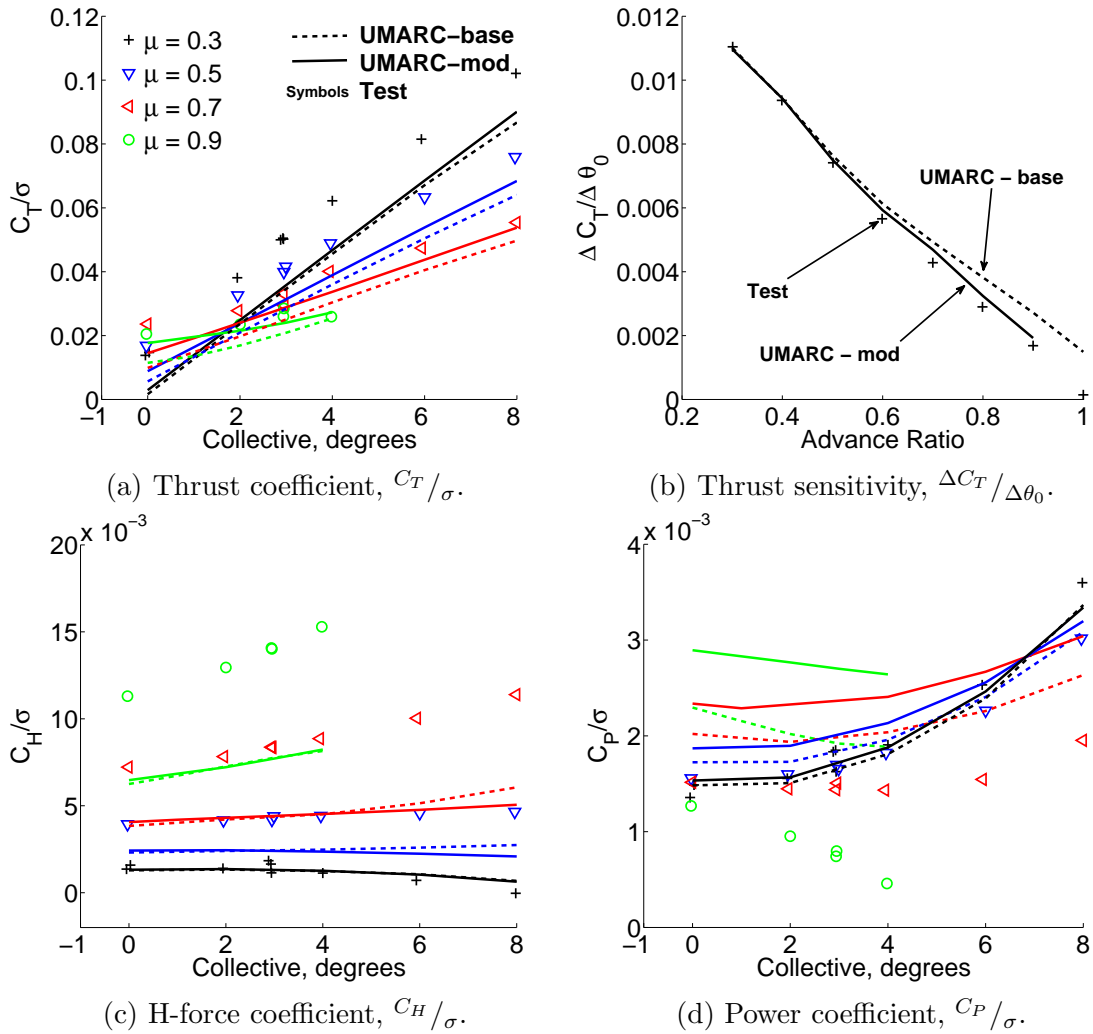 0.12
0.1
0.08
0.06
0.04
0.02
0
C_T/σ
−1 0 2 4 6 8
Collective, degrees
μ = 0.3
μ = 0.5
μ = 0.7
μ = 0.9
UMARC−base
UMARC−mod
Symbols Test
(a) Thrust coefficient, C_T/σ.
0.012
0.01
0.008
0.006
0.004
0.002
0
Δ C_T/Δ θ_0
0.2 0.4 0.6 0.8 1
Advance Ratio
UMARC − base
Test
UMARC − mod
(b) Thrust sensitivity, ΔC_T/Δθ_0.
x 10^−3
20
15
10
5
0
C_H/σ
−1 0 2 4 6 8
Collective, degrees
(c) H-force coefficient, C_H/σ.
x 10^−3
4
3
2
1
0
C_P/σ
−1 0 2 4 6 8
Collective, degrees
(d) Power coefficient, C_P/σ.